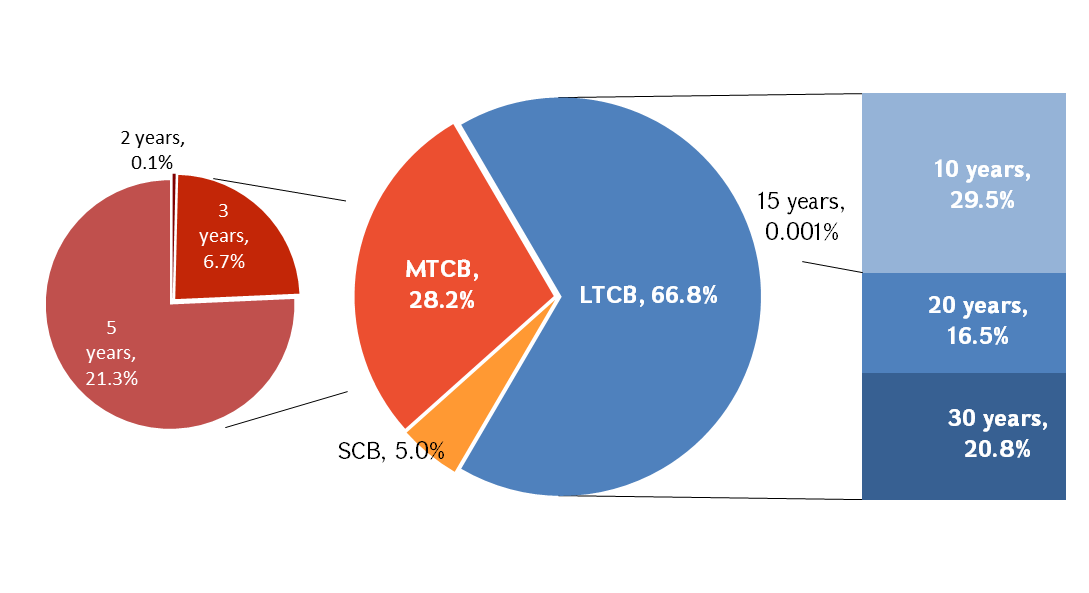 2 years,
0.1%
3
years,
6.7%
5
years,
21.3%
MTCB,
28.2%
LTCB, 66.8%
SCB, 5.0%
15 years,
0.001%
10 years,
29.5%
20 years,
16.5%
30 years,
20.8%